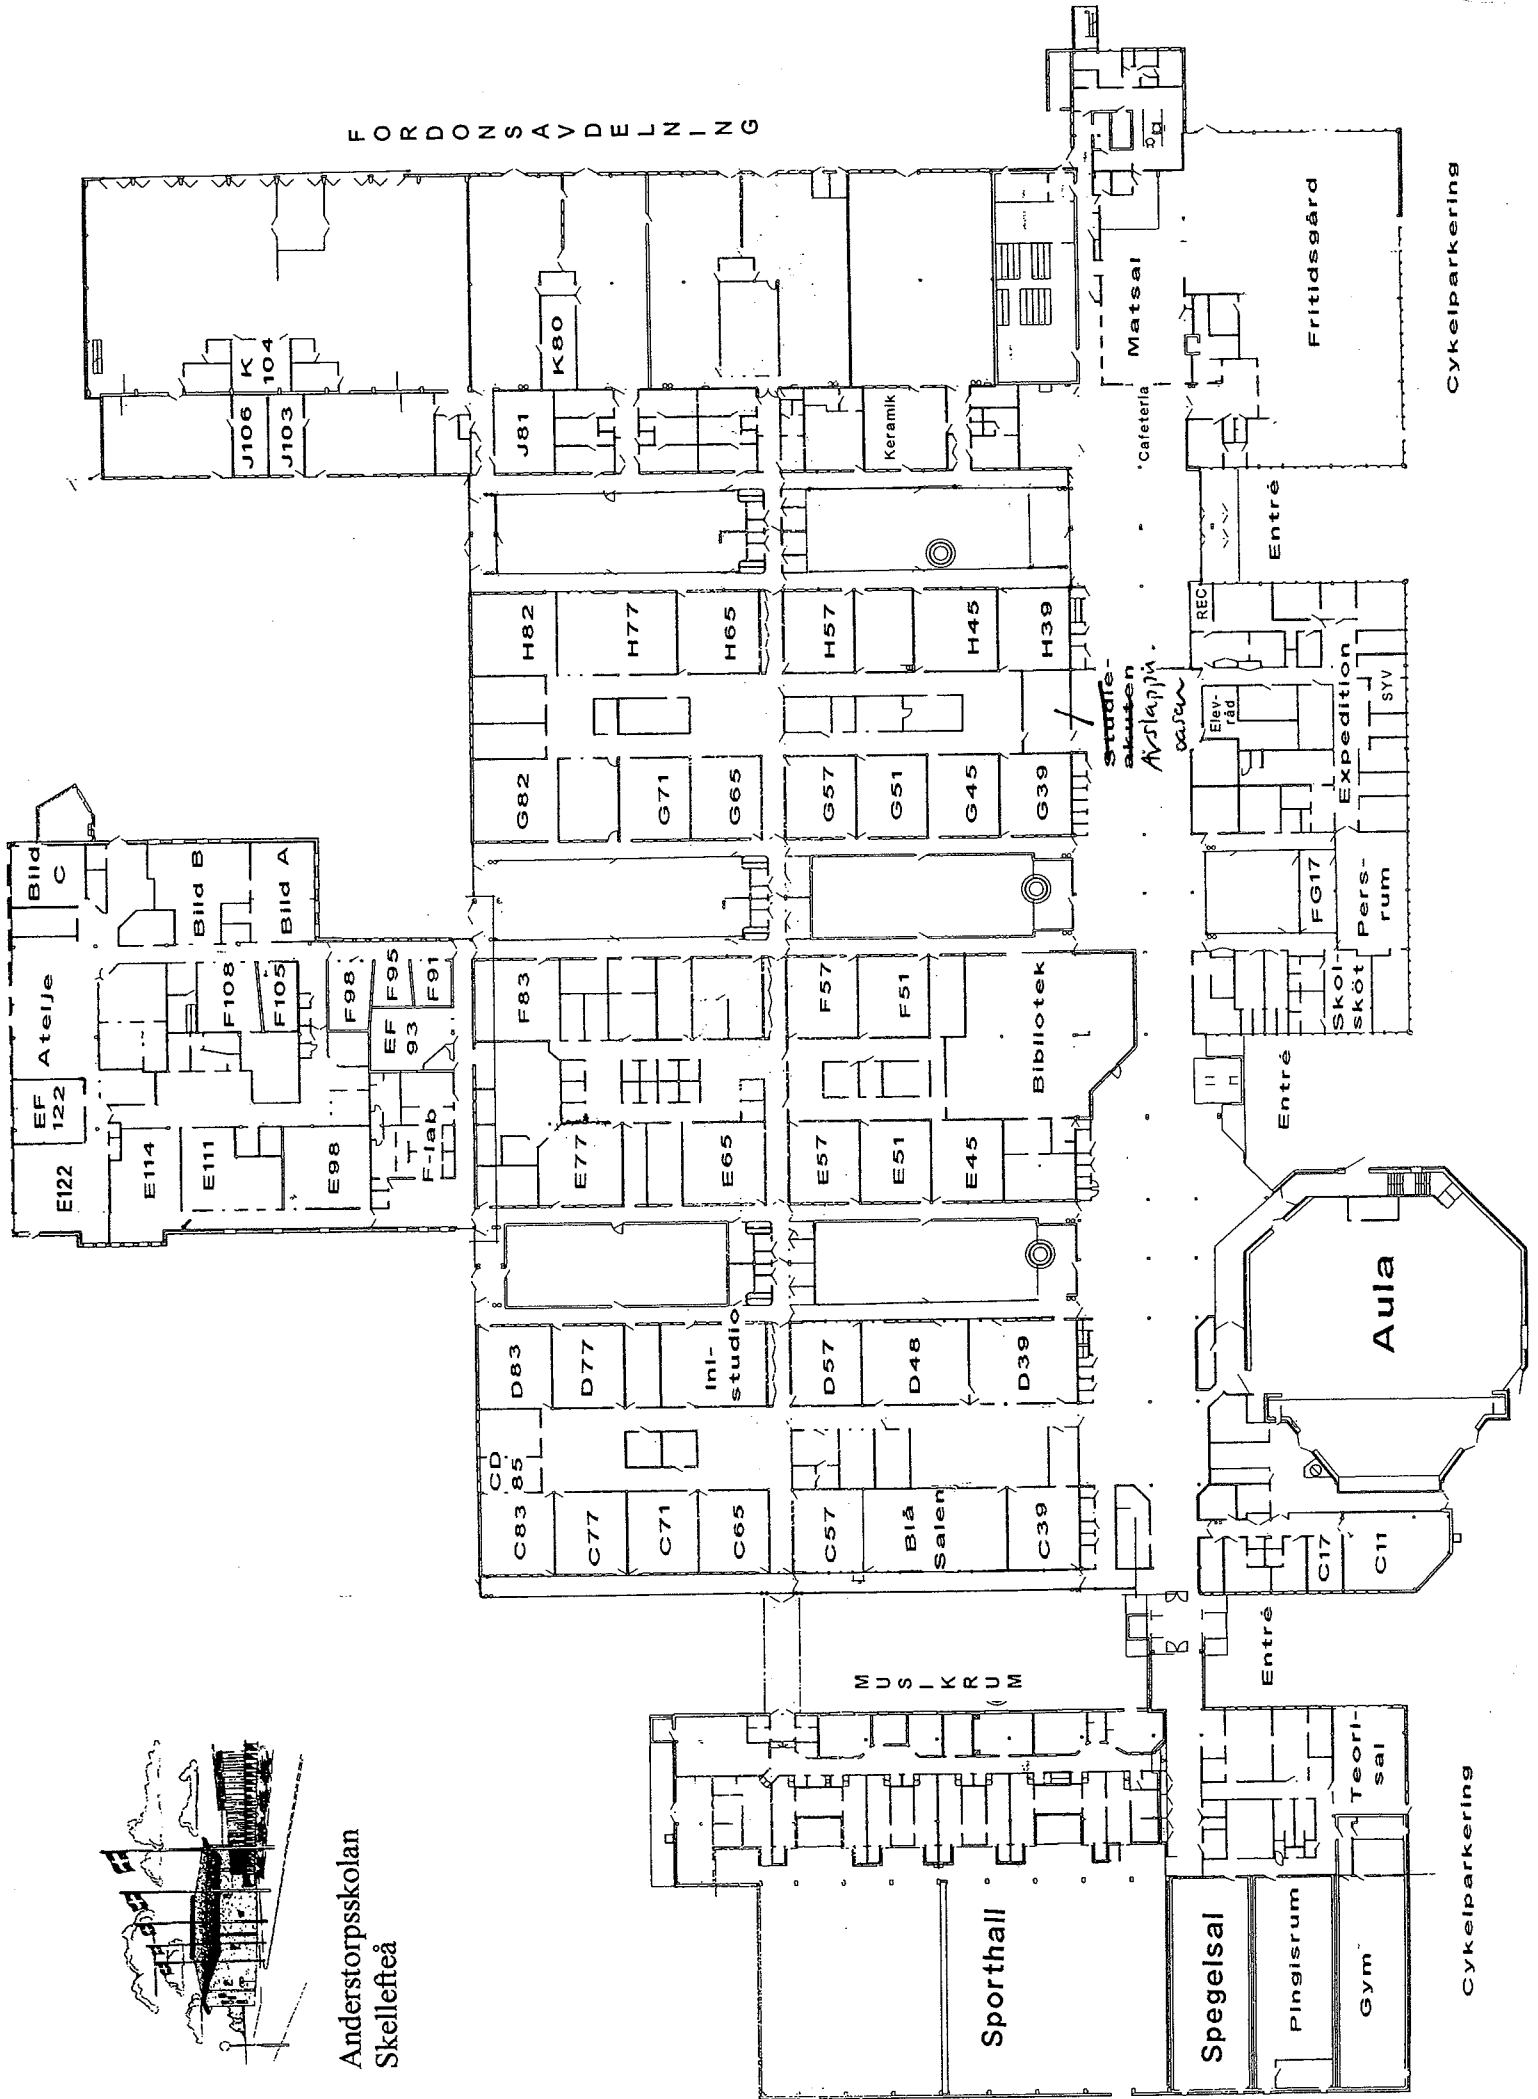 Anderstorpsskolan
Skellefteå
FORDONSAVDELNING
E122
EF
122
Atelje
Bild
C
E114
E111
E98
F-lab
EF
93
F108
F105
F98
F95
F91
Bild B
Bild A
J106
J103
K
104
J81
K80
Keramik
C83
CD
85
D83
C77
D77
C71
C65
Inl-
studio
C57
D57
Blå
Salen
D48
C39
D39
E77
F83
E65
E57
F57
E51
F51
E45
Bibliotek
G82
H82
G71
H77
G65
H65
G57
H57
G51
G45
H45
G39
H39
Studie-
akuten
Matsal
Cafeteria
MUSIKRUM
Sporthall
Spegelsal
Pingisrum
Gym
Teori-
sal
Entré
C17
C11
Aula
Entré
Skol-
sköt
FG17
Pers-
rum
Elev-
råd
Expedition
SYV
REC
Entré
Fritidsgård
Cykelparkering
Cykelparkering